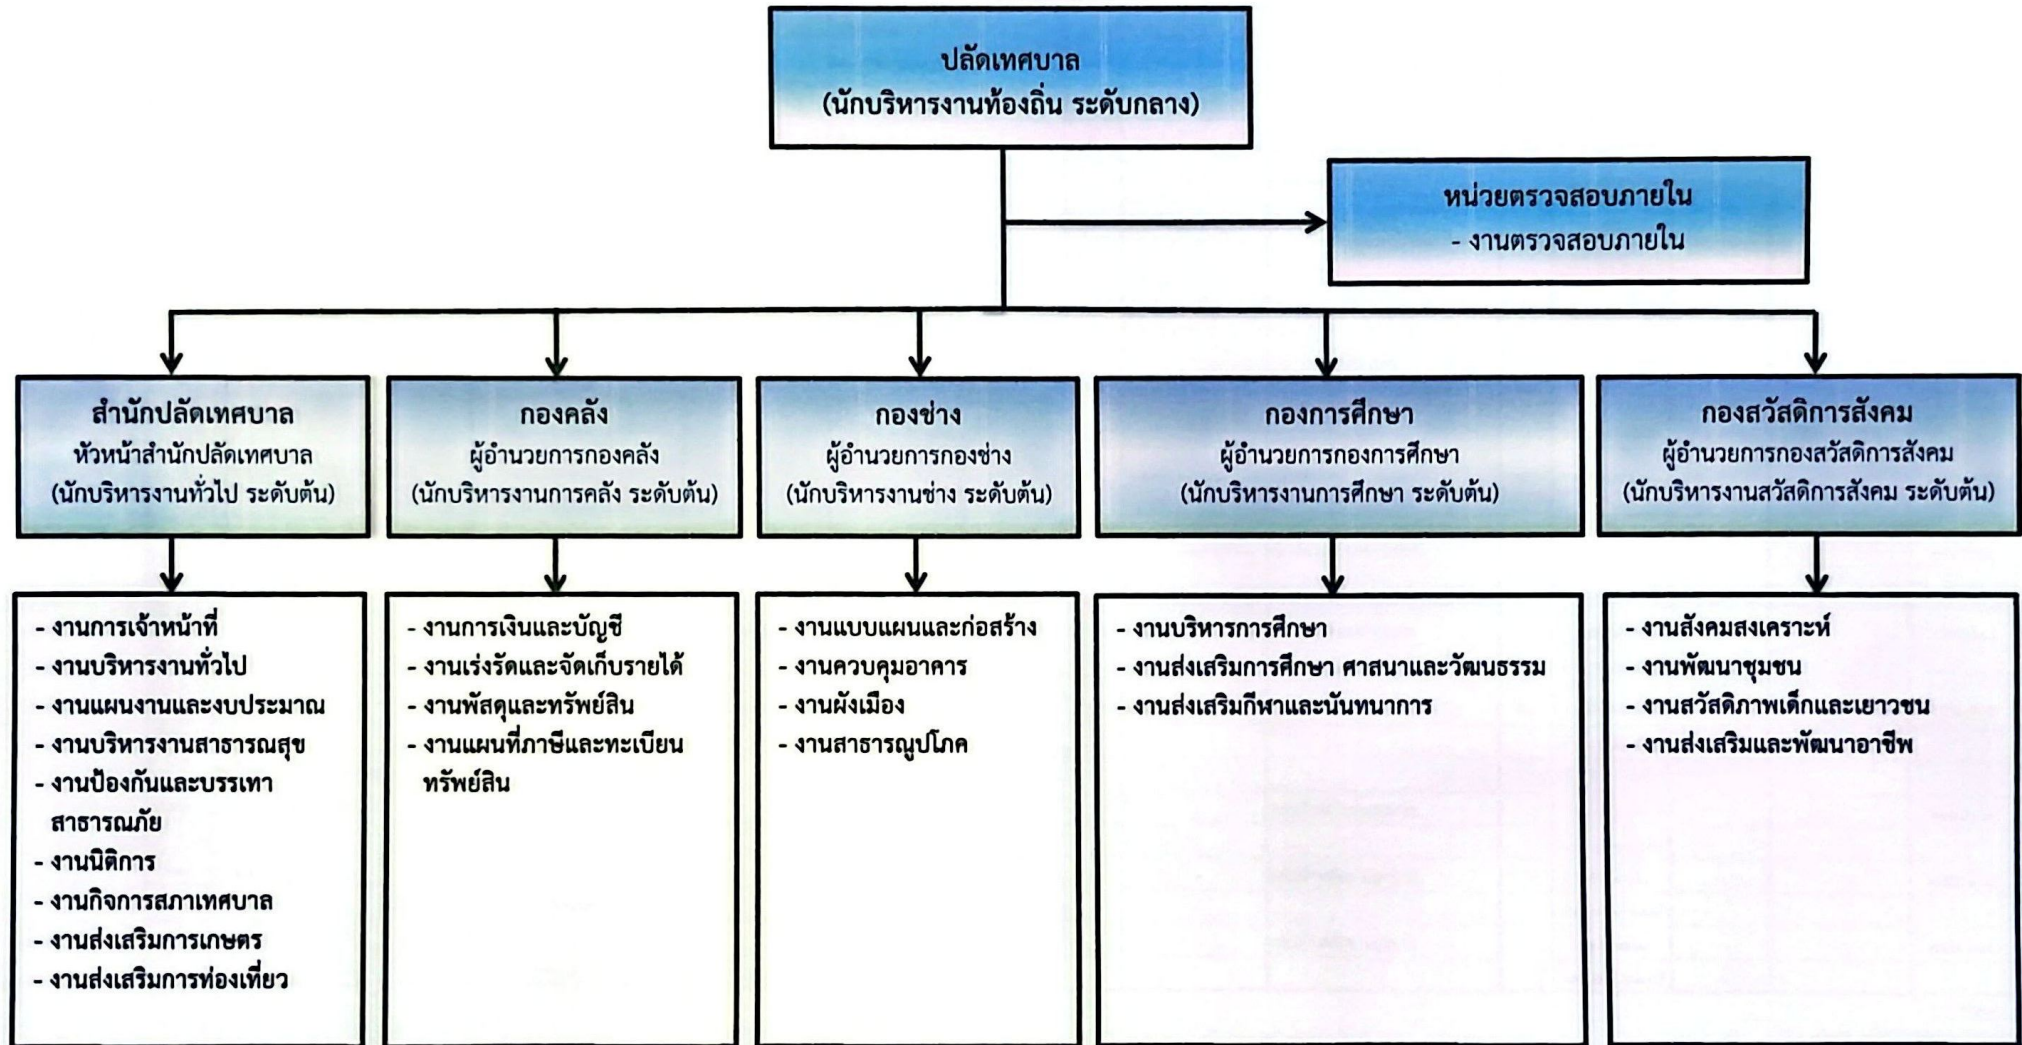 ปลัดเทศบาล
(นักบริหารงานท้องถิ่น ระดับกลาง)
หน่วยตรวจสอบภายใน
- งานตรวจสอบภายใน
สำนักปลัดเทศบาล
หัวหน้าสำนักปลัดเทศบาล
(นักบริหารงานทั่วไป ระดับต้น)
กองคลัง
ผู้อำนวยการกองคลัง
(นักบริหารงานการคลัง ระดับต้น)
กองช่าง
ผู้อำนวยการกองช่าง
(นักบริหารงานช่าง ระดับต้น)
กองการศึกษา
ผู้อำนวยการกองการศึกษา
(นักบริหารงานการศึกษา ระดับต้น)
กองสวัสดิการสังคม
ผู้อำนวยการกองสวัสดิการสังคม
(นักบริหารงานสวัสดิการสังคม ระดับต้น)
- งานการเจ้าหน้าที่
- งานบริหารงานทั่วไป
- งานแผนงานและงบประมาณ
- งานบริหารงานสาธารณสุข
- งานป้องกันและบรรเทา
สาธารณภัย
- งานนิติการ
- งานกิจการสภาเทศบาล
- งานส่งเสริมการเกษตร
- งานส่งเสริมการท่องเที่ยว
- งานการเงินและบัญชี
- งานเร่งรัดและจัดเก็บรายได้
- งานพัสดุและทรัพย์สิน
- งานแผนที่ภาษีและทะเบียน
ทรัพย์สิน
- งานแบบแผนและก่อสร้าง
- งานควบคุมอาคาร
- งานผังเมือง
- งานสาธารณูปโภค
- งานบริหารการศึกษา
- งานส่งเสริมการศึกษา ศาสนาและวัฒนธรรม
- งานส่งเสริมกีฬาและนันทนาการ
- งานสังคมสงเคราะห์
- งานพัฒนาชุมชน
- งานสวัสดิภาพเด็กและเยาวชน
- งานส่งเสริมและพัฒนาอาชีพ